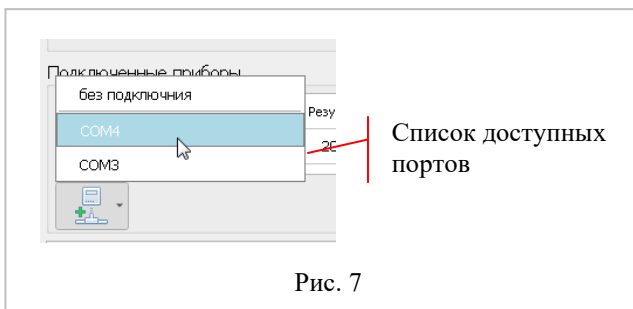 Подключенные приборы
без подключния
Резу
COM4
20
COM3
Список доступных
портов
Рис. 7